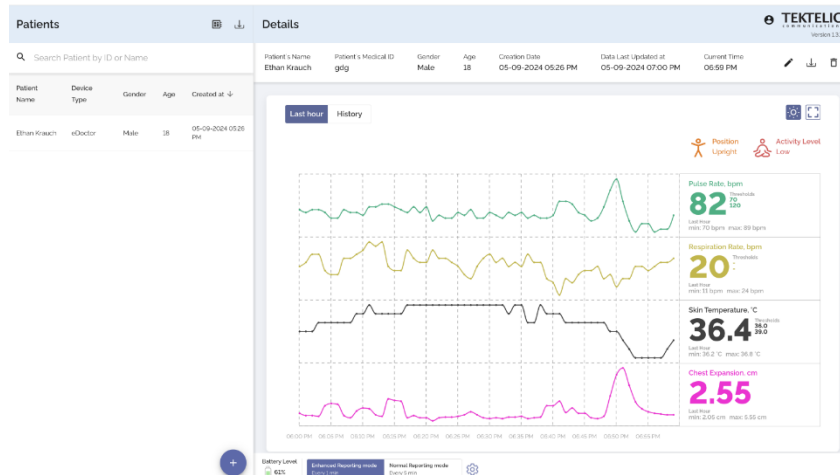 Patients
Details
TEKTELIC
communications
Version 1.3.
Search Patient by ID or Name
Patient Name
Device Type
Gender
Age
Created at ↓
Ethan Krauch
eDoctor
Male
18
05-09-2024 05:26 PM
Patient's Name
Ethan Krauch
Patient's Medical ID
gdg
Gender
Male
Age
18
Creation Date
05-09-2024 05:26 PM
Data Last Updated at
05-09-2024 07:00 PM
Current Time
06:59 PM
Last hour
History
Position
Upright
Activity Level
Low
Pulse Rate, bpm
82
Thresholds
70
120
Last Hour
min: 70 bpm max: 89 bpm
Respiration Rate, bpm
20
Thresholds
-
-
Last Hour
min: 11 bpm max: 24 bpm
Skin Temperature, °C
36.4
Thresholds
36.0
39.0
Last Hour
min: 36.2 °C max: 36.8 °C
Chest Expansion, cm
2.55
Last Hour
min: 2.06 cm max: 5.55 cm
06:00 PM 06:05 PM 06:10 PM 06:15 PM 06:20 PM 06:25 PM 06:30 PM 06:35 PM 06:40 PM 06:45 PM 06:50 PM 06:55 PM
Battery Level
61%
Enhanced Reporting mode
Every 1 min
Normal Reporting mode
Every 5 min